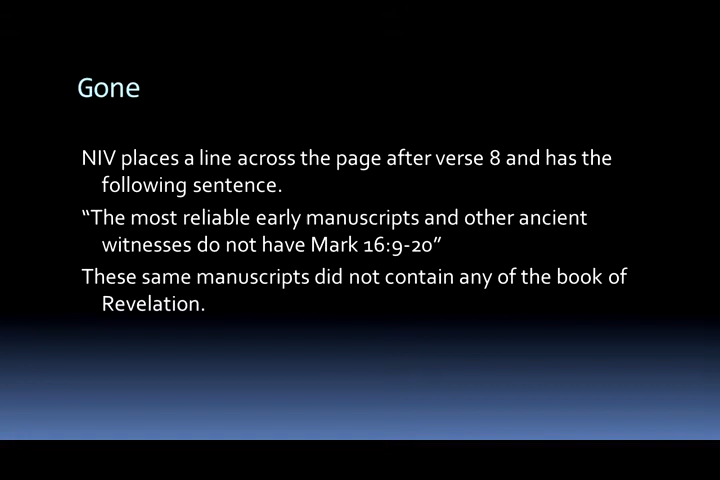 Gone
NIV places a line across the page after verse 8 and has the
following sentence.
“The most reliable early manuscripts and other ancient
witnesses do not have Mark 16:9-20”
These same manuscripts did not contain any of the book of
Revelation.